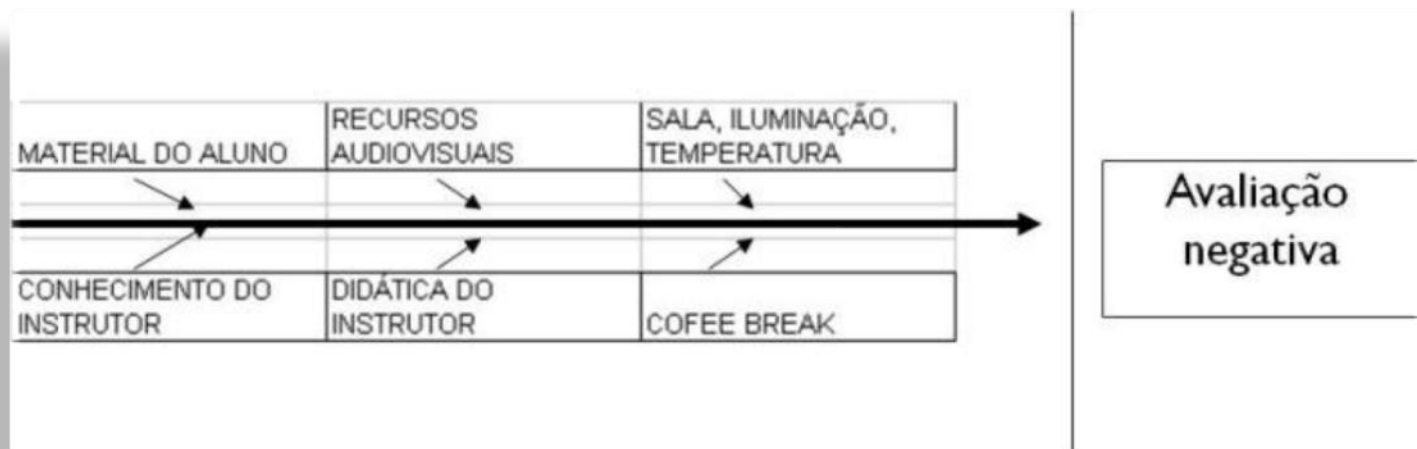 MATERIAL DO ALUNO
RECURSOS
AUDIOVISUAIS
SALA, ILUMINAÇÃO,
TEMPERATURA
CONHECIMENTO DO
INSTRUTOR
DIDÁTICA DO
INSTRUTOR
COFEE BREAK
Avaliação
negativa